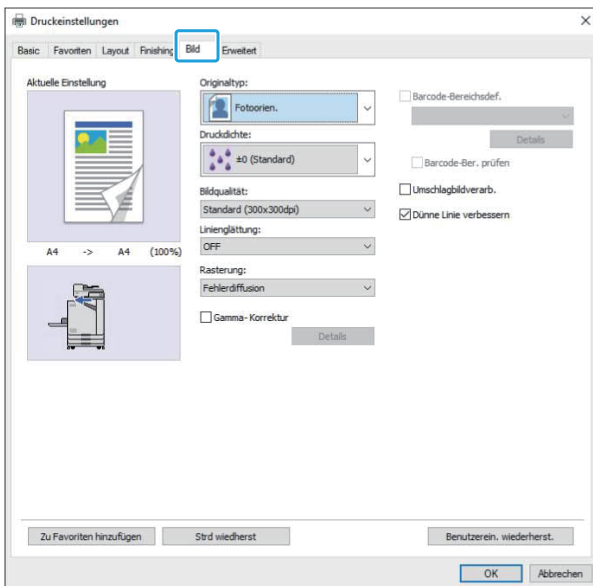 Druckeinstellungen
Basic Favoriten Layout Finishing Bild Erweitert
Aktuelle Einstellung
A4 -> A4 (100%)
Originaltyp:
Fotoorien.
Druckdichte:
±0 (Standard)
Bildqualität:
Standard (300x300dpi)
Linienglättung:
OFF
Rasterung:
Fehlerdiffusion
Gamma- Korrektur
Details
Barcode-Bereichsdef.
Details
Barcode-Ber. prüfen
Umschlagbildverarb.
Dünne Linie verbessern
Zu Favoriten hinzufügen Strd wiedherst Benutzerein. wiederherst.
OK Abbrechen